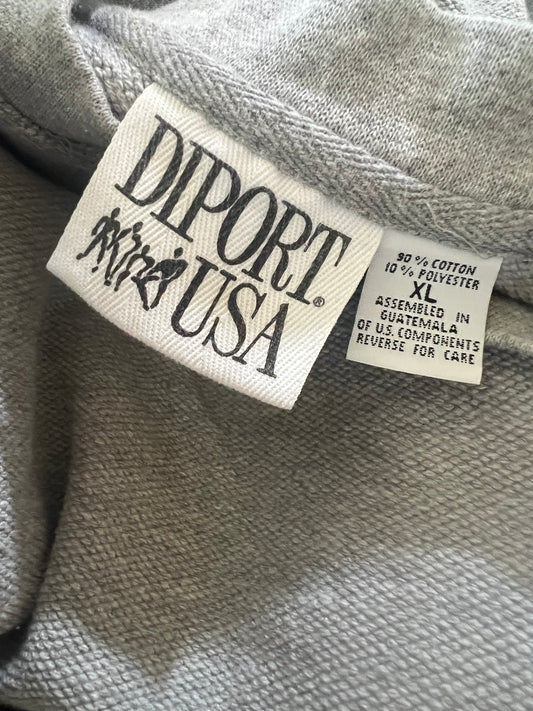 DIPORT
USA®
90% COTTON
10% POLYESTER
XL
ASSEMBLED IN
GUATEMALA
OF U.S. COMPONENTS
REVERSE FOR CARE